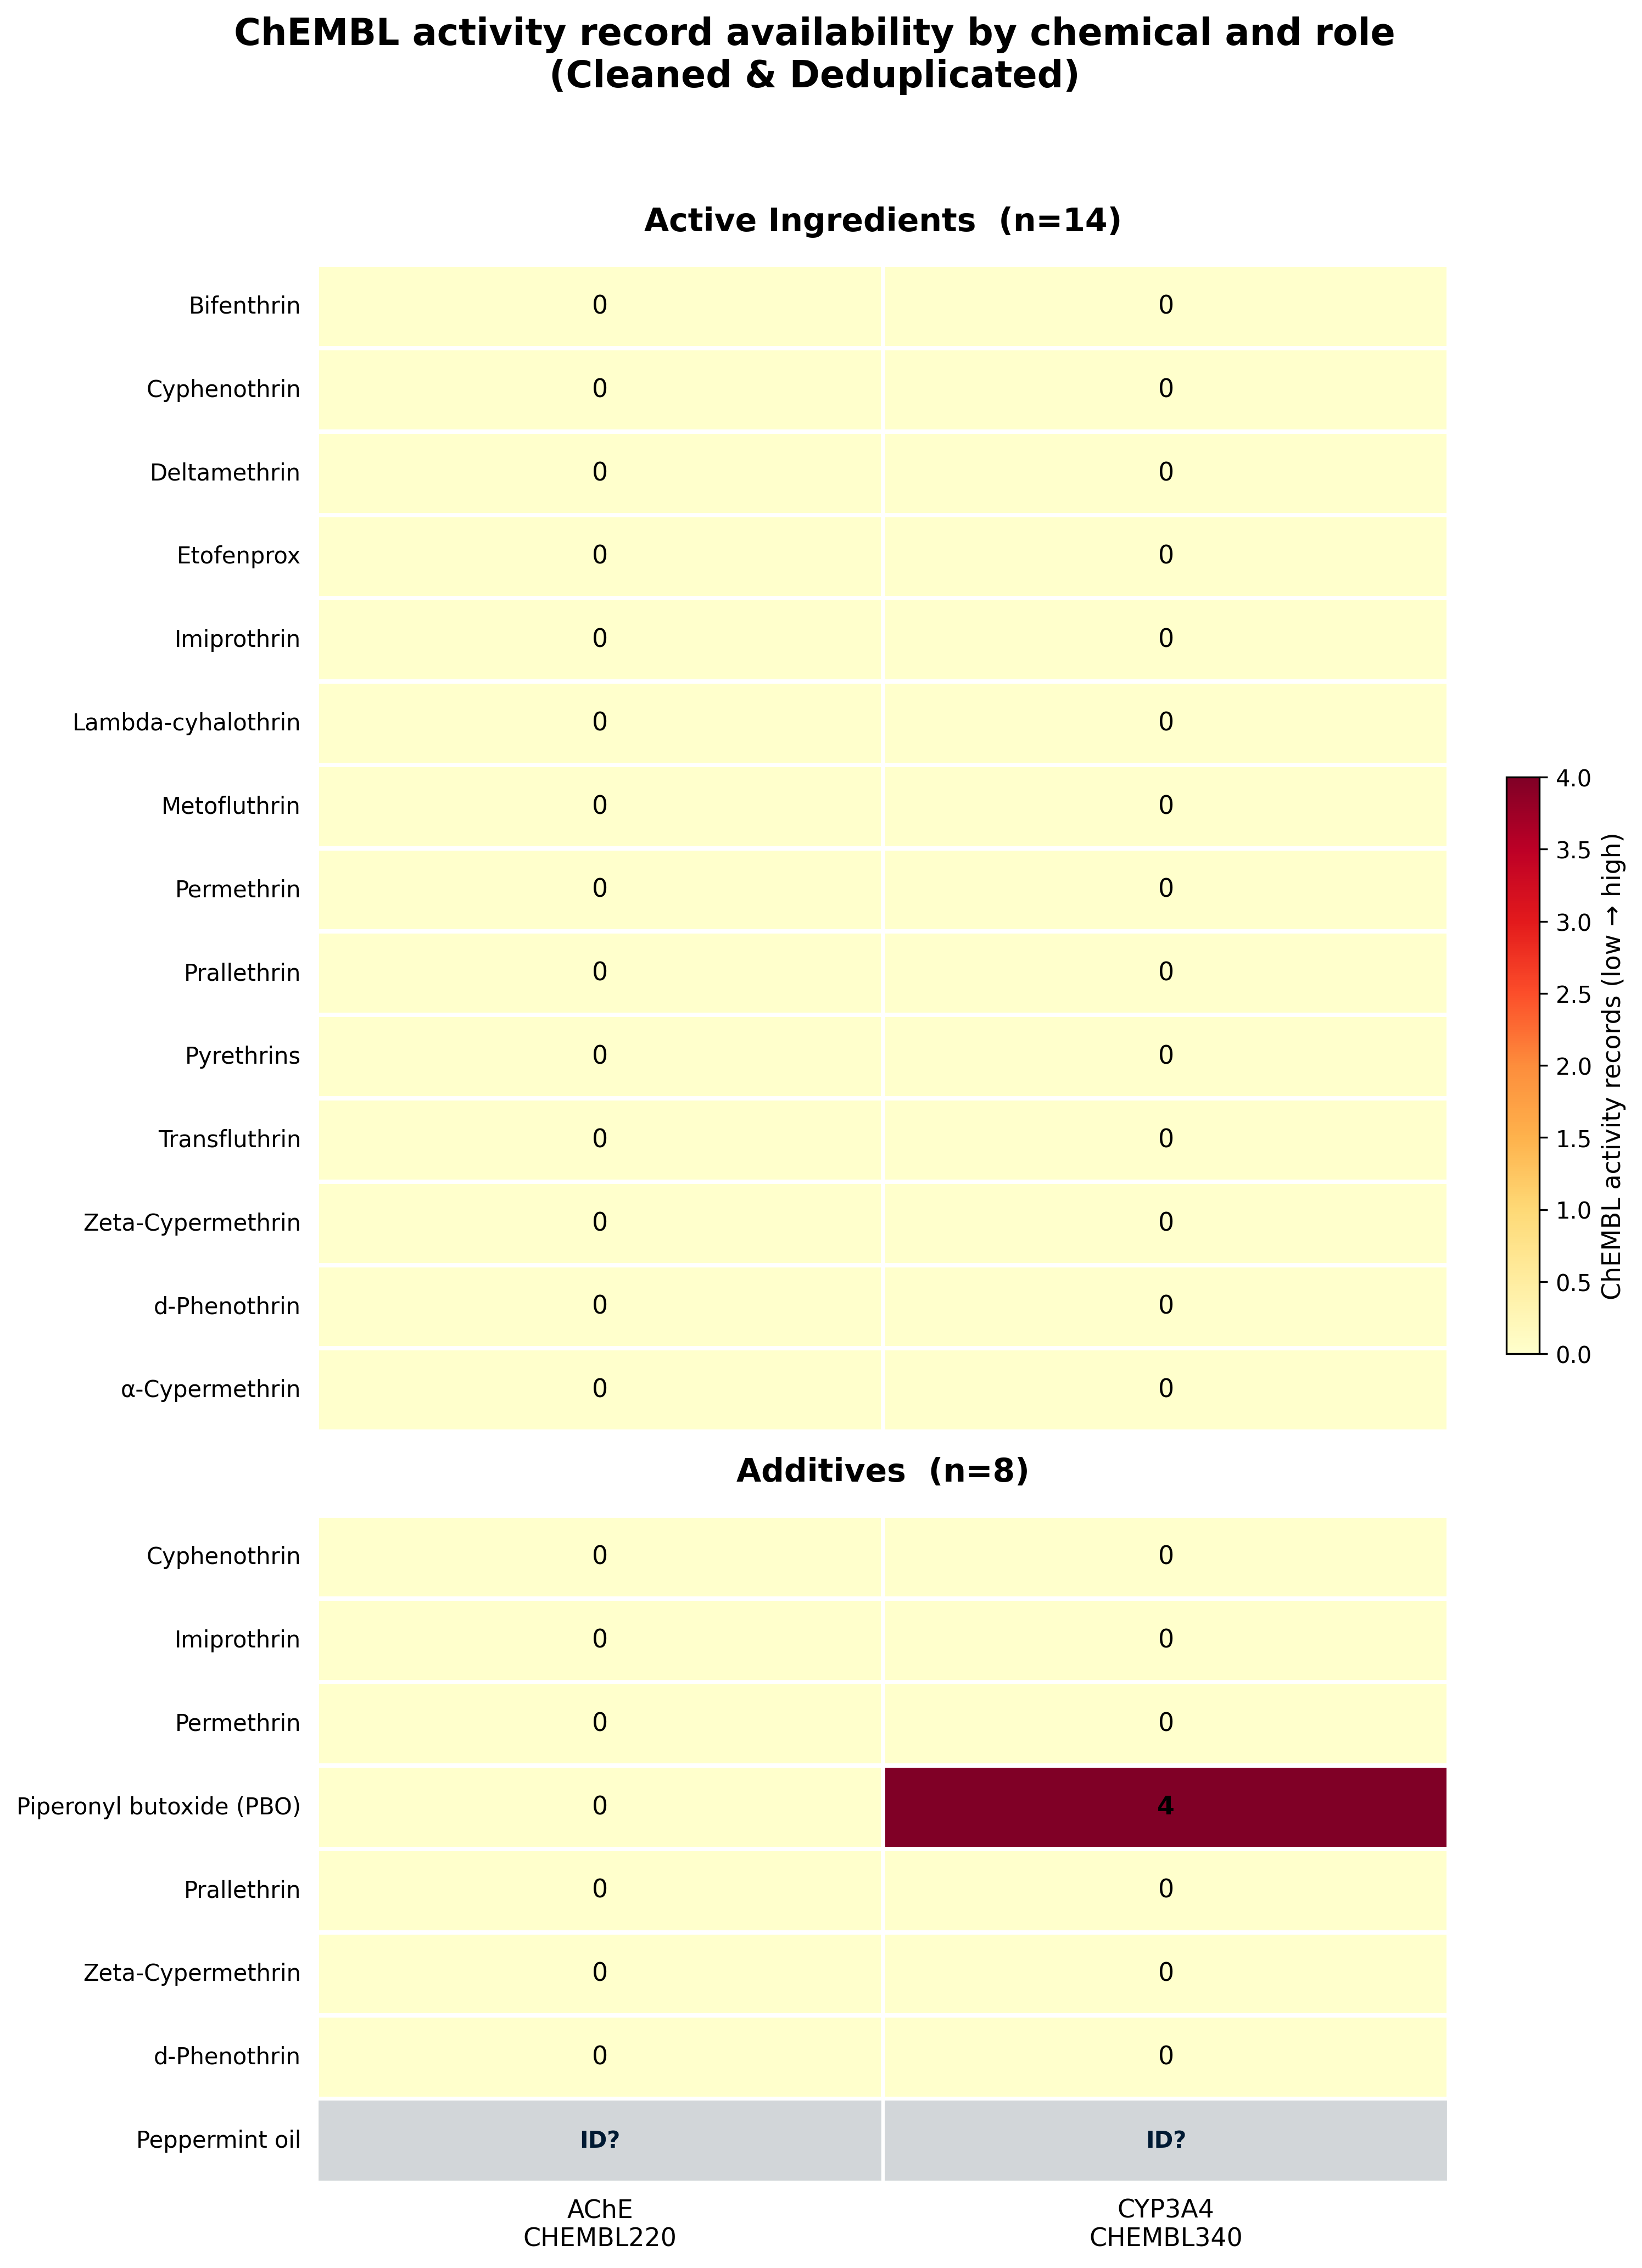 ChEMBL activity record availability by chemical and role
(Cleaned & Deduplicated)
Active Ingredients (n=14)
Bifenthrin 0 0
Cyphenothrin 0 0
Deltamethrin 0 0
Etofenprox 0 0
Imiprothrin 0 0
Lambda-cyhalothrin 0 0
Metofluthrin 0 0
Permethrin 0 0
Prallethrin 0 0
Pyrethrins 0 0
Transfluthrin 0 0
Zeta-Cypermethrin 0 0
d-Phenothrin 0 0
α-Cypermethrin 0 0
Additives (n=8)
Cyphenothrin 0 0
Imiprothrin 0 0
Permethrin 0 0
Piperonyl butoxide (PBO) 0 4
Prallethrin 0 0
Zeta-Cypermethrin 0 0
d-Phenothrin 0 0
Peppermint oil ID? ID?
AChE CYP3A4
CHEMBL220 CHEMBL340
4.0
3.5
3.0
2.5
2.0
1.5
1.0
0.5
0.0
ChEMBL activity records (low → high)